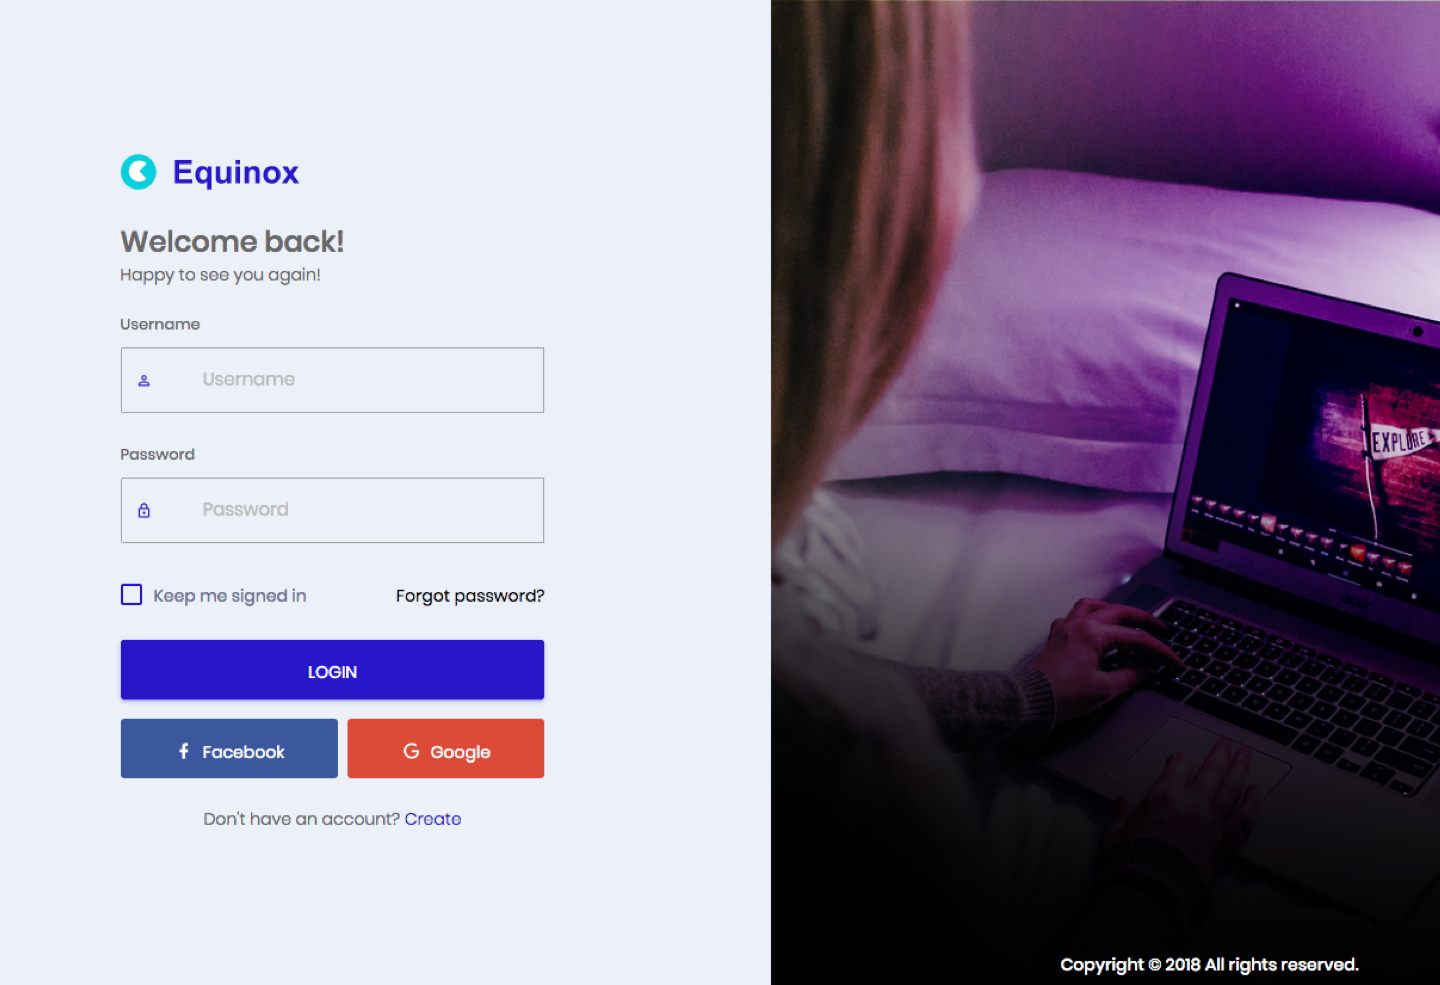 Equinox
Welcome back!
Happy to see you again!
Username
Username
Password
Password
Keep me signed in
Forgot password?
LOGIN
Facebook
Google
Don't have an account? Create
EXPLORE
acer
Copyright © 2018 All rights reserved.